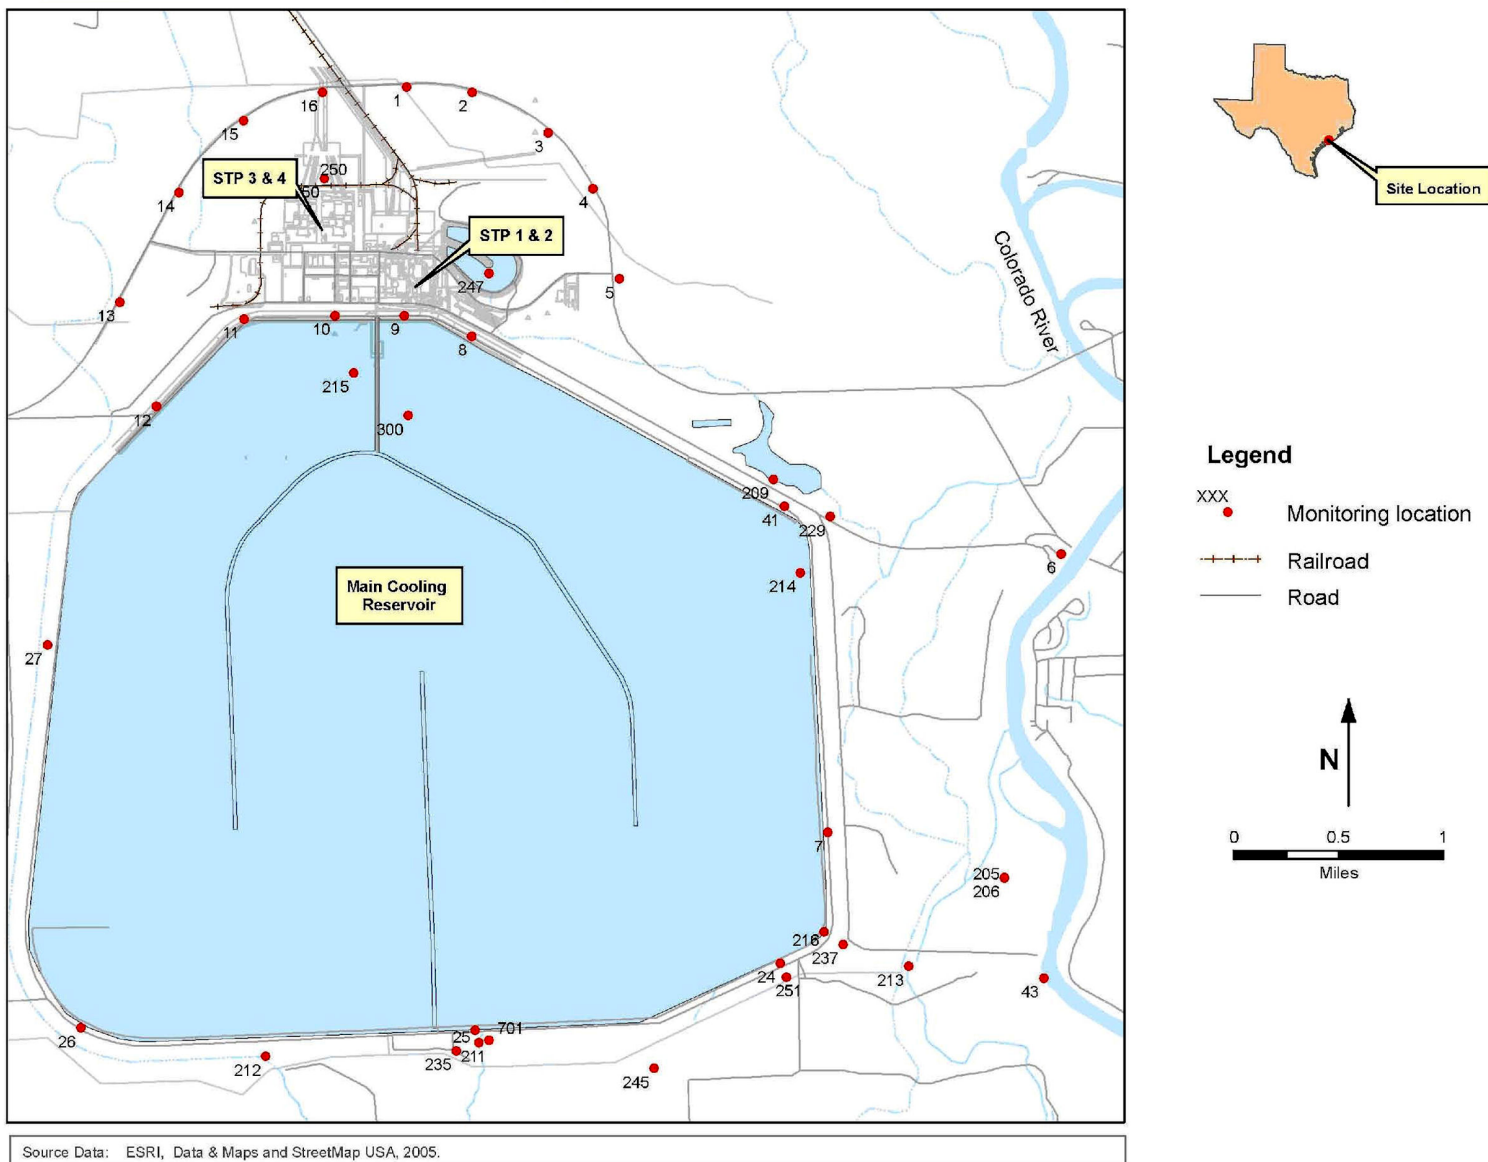 1
2
16
3
15
250
STP 3 & 4
50
4
14
STP 1 & 2
Site Location
Colorado River
247
5
13
10
9
11
8
215
12
300
Legend
209
XXX
41
Monitoring location
229
6
Railroad
214
Main Cooling
Reservoir
Road
27
N
7
0 0.5 1
Miles
205
206
216
237
24
213
251
43
26
25
701
211
235
212
245
Source Data: ESRI, Data & Maps and StreetMap USA, 2005.